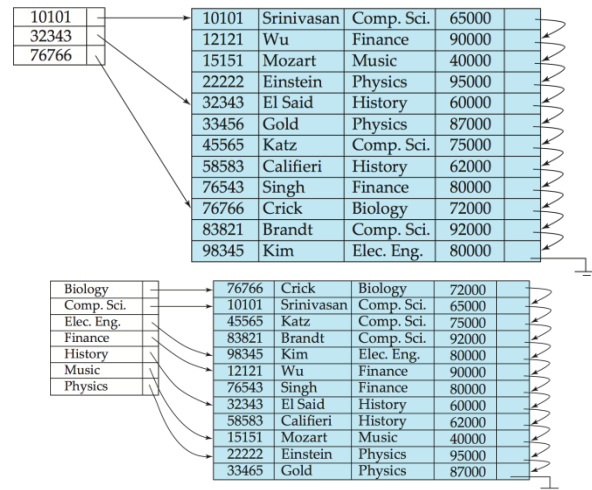 10101
32343
76766
10101 Srinivasan Comp. Sci. 65000
12121 Wu Finance 90000
15151 Mozart Music 40000
22222 Einstein Physics 95000
32343 El Said History 60000
33456 Gold Physics 87000
45565 Katz Comp. Sci. 75000
58583 Califieri History 62000
76543 Singh Finance 80000
76766 Crick Biology 72000
83821 Brandt Comp. Sci. 92000
98345 Kim Elec. Eng. 80000
Biology
Comp. Sci.
Elec. Eng.
Finance
History
Music
Physics
76766 Crick Biology 72000
10101 Srinivasan Comp. Sci. 65000
45565 Katz Comp. Sci. 75000
83821 Brandt Comp. Sci. 92000
98345 Kim Elec. Eng. 80000
12121 Wu Finance 90000
76543 Singh Finance 80000
32343 El Said History 60000
58583 Califieri History 62000
15151 Mozart Music 40000
22222 Einstein Physics 95000
33465 Gold Physics 87000